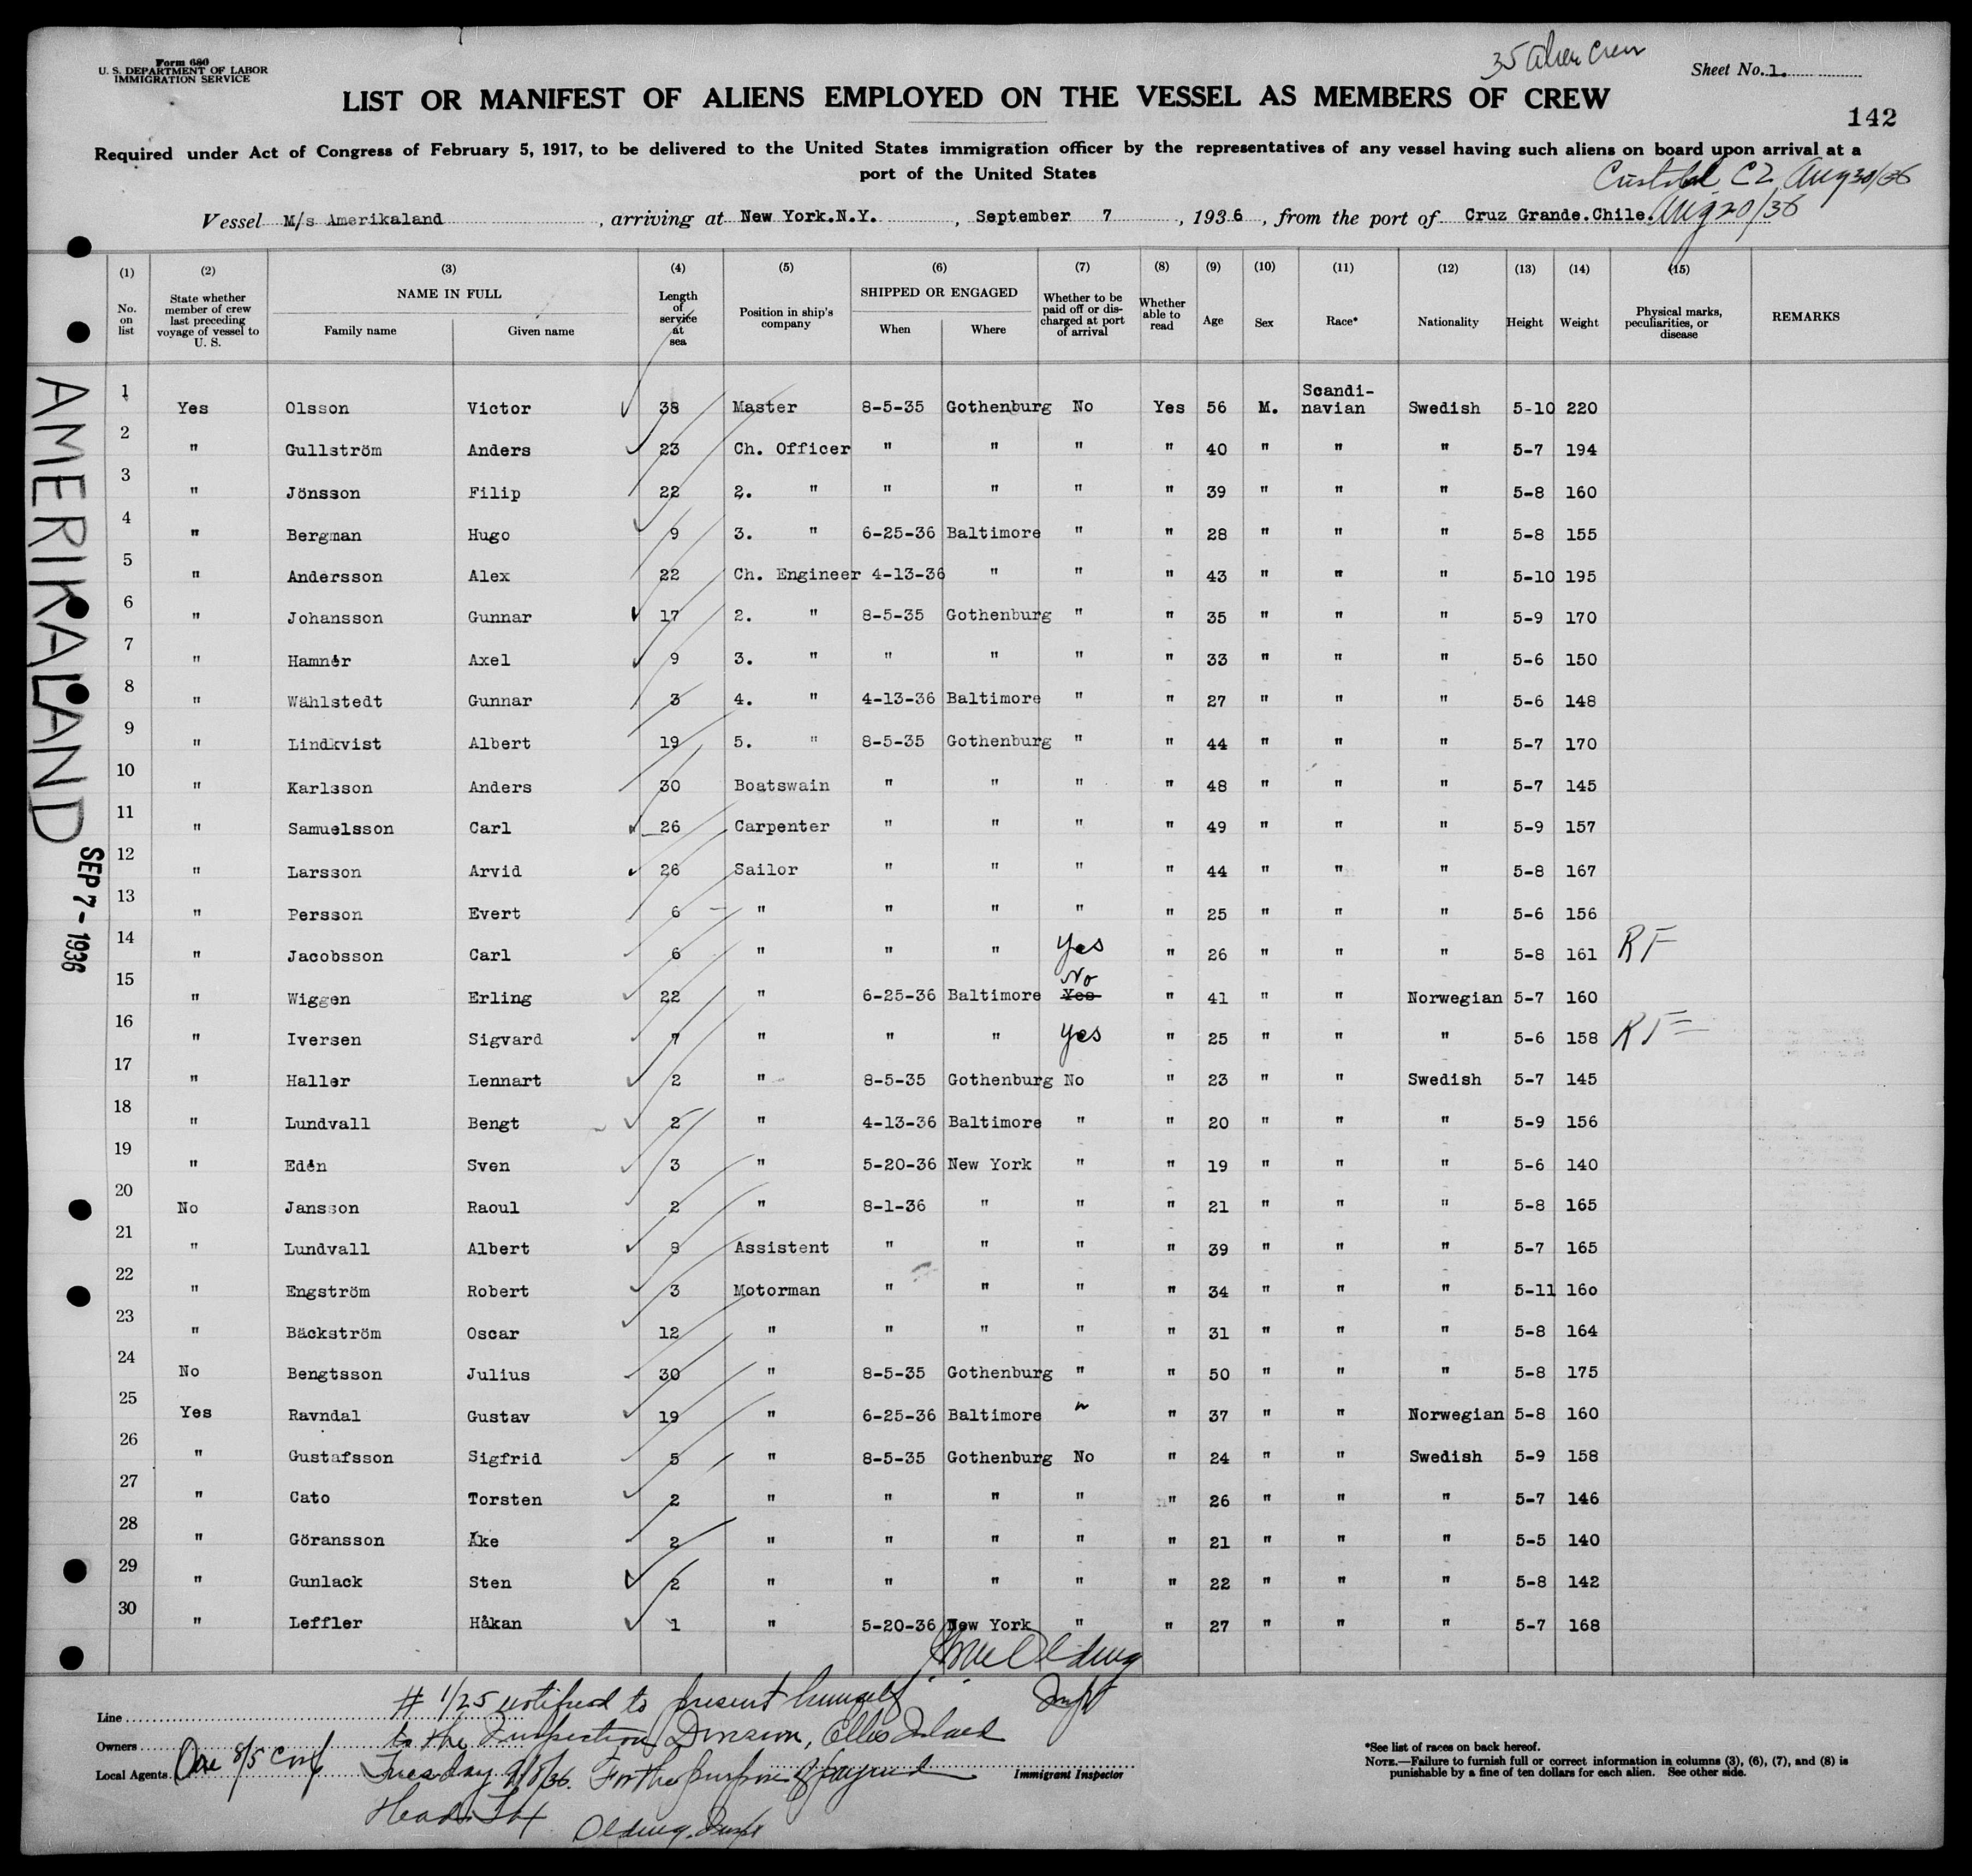 Form 680
U. S. DEPARTMENT OF LABOR
IMMIGRATION SERVICE
35 alien crew
Sheet No. 1.
LIST OR MANIFEST OF ALIENS EMPLOYED ON THE VESSEL AS MEMBERS OF CREW
142
Required under Act of Congress of February 5, 1917, to be delivered to the United States immigration officer by the representatives of any vessel having such aliens on board upon arrival at a
port of the United States
Cristobal CZ Aug 30/36
Vessel M/s Amerikaland, arriving at New York.N.Y., September 7, 1936, from the port of Cruz Grande.Chile. Aug 20/36
(1) (2) (3) (4) (5) (6) (7) (8) (9) (10) (11) (12) (13) (14) (15)
No. on list | State whether member of crew last preceding voyage of vessel to U. S. | NAME IN FULL Family name Given name | Length of service at sea | Position in ship's company | SHIPPED OR ENGAGED When Where | Whether to be paid off or discharged at port of arrival | Whether able to read | Age | Sex | Race* | Nationality | Height | Weight | Physical marks, peculiarities, or disease | REMARKS
1 Yes Olsson Victor 38 Master 8-5-35 Gothenburg No Yes 56 M. Scandi-navian Swedish 5-10 220
2 " Gullström Anders 23 Ch. Officer " " " " 40 " " " 5-7 194
3 " Jönsson Filip 22 2. " " " " " 39 " " " 5-8 160
4 " Bergman Hugo 9 3. " 6-25-36 Baltimore " " 28 " " " 5-8 155
5 " Andersson Alex 22 Ch. Engineer 4-13-36 " " " 43 " " " 5-10 195
6 " Johansson Gunnar 17 2. " 8-5-35 Gothenburg " " 35 " " " 5-9 170
7 " Hamnér Axel 9 3. " " " " " 33 " " " 5-6 150
8 " Wählstedt Gunnar 3 4. " 4-13-36 Baltimore " " 27 " " " 5-6 148
9 " Lindkvist Albert 19 5. " 8-5-35 Gothenburg " " 44 " " " 5-7 170
10 " Karlsson Anders 30 Boatswain " " " " 48 " " " 5-7 145
11 " Samuelsson Carl 26 Carpenter " " " " 49 " " " 5-9 157
12 " Larsson Arvid 26 Sailor " " " " 44 " " " 5-8 167
13 " Persson Evert 6 " " " " " 25 " " " 5-6 156
14 " Jacobsson Carl 6 " " " Yes " 26 " " " 5-8 161 RF
15 " Wiggen Erling 22 " 6-25-36 Baltimore No Yes " 41 " " Norwegian 5-7 160
16 " Iversen Sigvard 7 " " " Yes " 25 " " " 5-6 158 RF
17 " Haller Lennart 2 " 8-5-35 Gothenburg No " 23 " " Swedish 5-7 145
18 " Lundvall Bengt 2 " 4-13-36 Baltimore " " 20 " " " 5-9 156
19 " Edén Sven 3 " 5-20-36 New York " " 19 " " " 5-6 140
20 No Jansson Raoul 2 " 8-1-36 " " " 21 " " " 5-8 165
21 " Lundvall Albert 8 Assistent " " " " 39 " " " 5-7 165
22 " Engström Robert 3 Motorman " " " " 34 " " " 5-11 160
23 " Bäckström Oscar 12 " " " " " 31 " " " 5-8 164
24 No Bengtsson Julius 30 " 8-5-35 Gothenburg " " 50 " " " 5-8 175
25 Yes Ravndal Gustav 19 " 6-25-36 Baltimore " " 37 " " Norwegian 5-8 160
26 " Gustafsson Sigfrid 5 " 8-5-35 Gothenburg No " 24 " " Swedish 5-9 158
27 " Cato Torsten 2 " " " " " 26 " " " 5-7 146
28 " Göransson Åke 2 " " " " " 21 " " " 5-5 140
29 " Gunlack Sten 2 " " " " " 22 " " " 5-8 142
30 " Leffler Håkan 1 " 5-20-36 New York " " 27 " " " 5-7 168
AMERIKALAND
SEP 7 - 1936
Olding
Inspt
# 1/25 notified to present himself
to the Inspection Division, Ellis Island
Tuesday 9/8/36. For the purpose of payment
Head Tax
Olding. Inspt
Line
Owners
Local Agents
Immigrant Inspector
*See list of races on back hereof.
NOTE.—Failure to furnish full or correct information in columns (3), (6), (7), and (8) is
punishable by a fine of ten dollars for each alien. See other side.